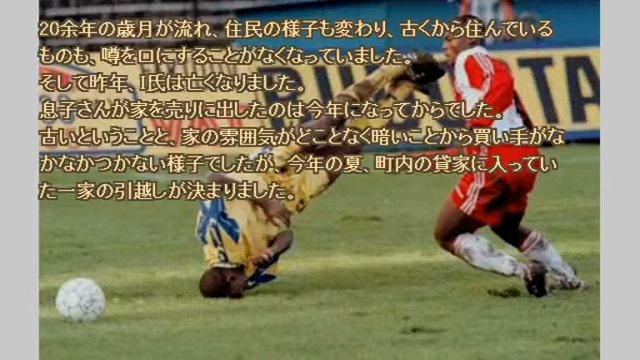 20余年の歳月が流れ、住民の様子も変わり、古くから住んでいる
ものも、噂を口にすることがなくなっていました。
そして昨年、I氏は亡くなりました。
息子さんが家を売りに出したのは今年になってからでした。
古いということと、家の雰囲気がどことなく暗いことから買い手がな
かなかつかない様子でしたが、今年の夏、町内の貸家に入ってい
た一家の引越しが決まりました。